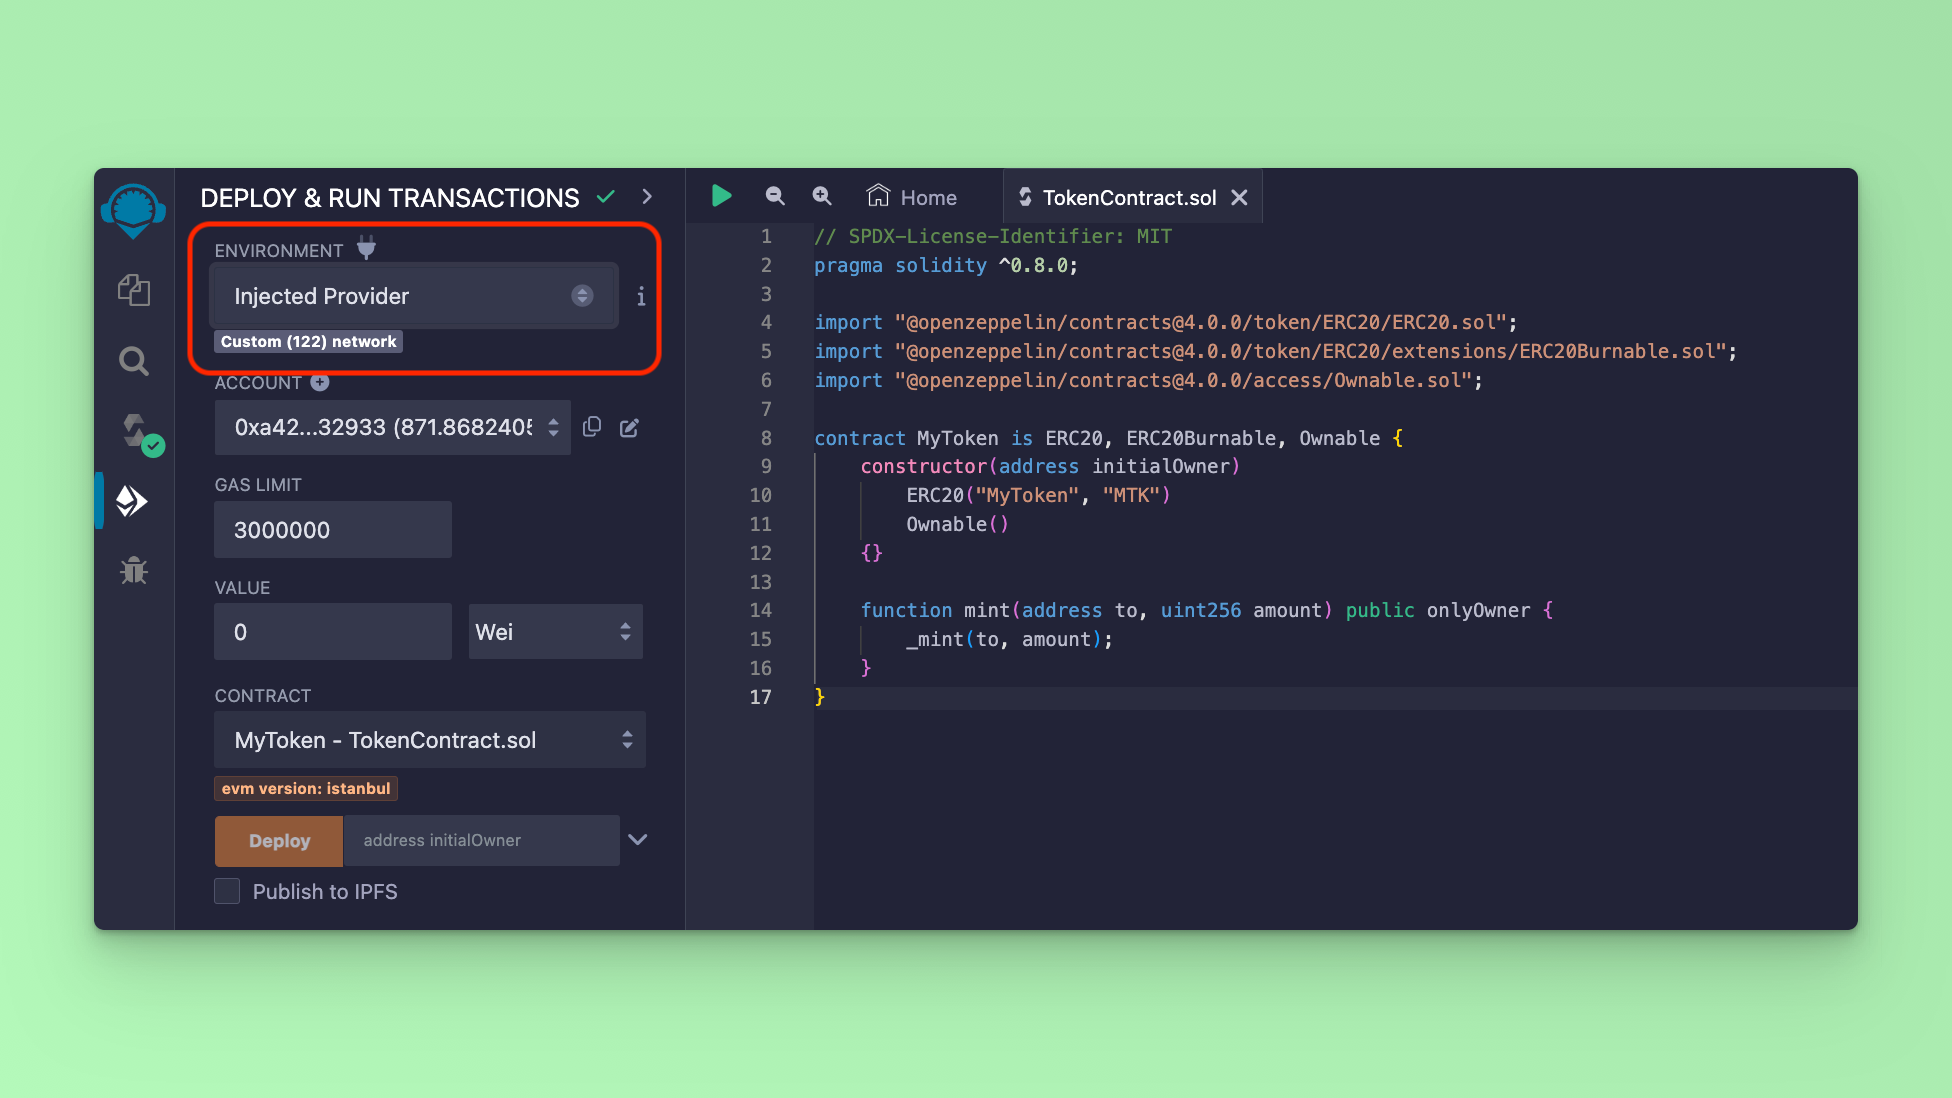 DEPLOY & RUN TRANSACTIONS
ENVIRONMENT
Injected Provider
i
Custom (122) network
ACCOUNT
0xa42...32933 (871.8682405
GAS LIMIT
3000000
VALUE
0
Wei
CONTRACT
MyToken - TokenContract.sol
evm version: istanbul
Deploy
address initialOwner
Publish to IPFS
Home
TokenContract.sol
1 // SPDX-License-Identifier: MIT
2 pragma solidity ^0.8.0;
3
4 import "@openzeppelin/contracts@4.0.0/token/ERC20/ERC20.sol";
5 import "@openzeppelin/contracts@4.0.0/token/ERC20/extensions/ERC20Burnable.sol";
6 import "@openzeppelin/contracts@4.0.0/access/Ownable.sol";
7
8 contract MyToken is ERC20, ERC20Burnable, Ownable {
9     constructor(address initialOwner)
10         ERC20("MyToken", "MTK")
11         Ownable()
12     {}
13
14     function mint(address to, uint256 amount) public onlyOwner {
15         _mint(to, amount);
16     }
17 }